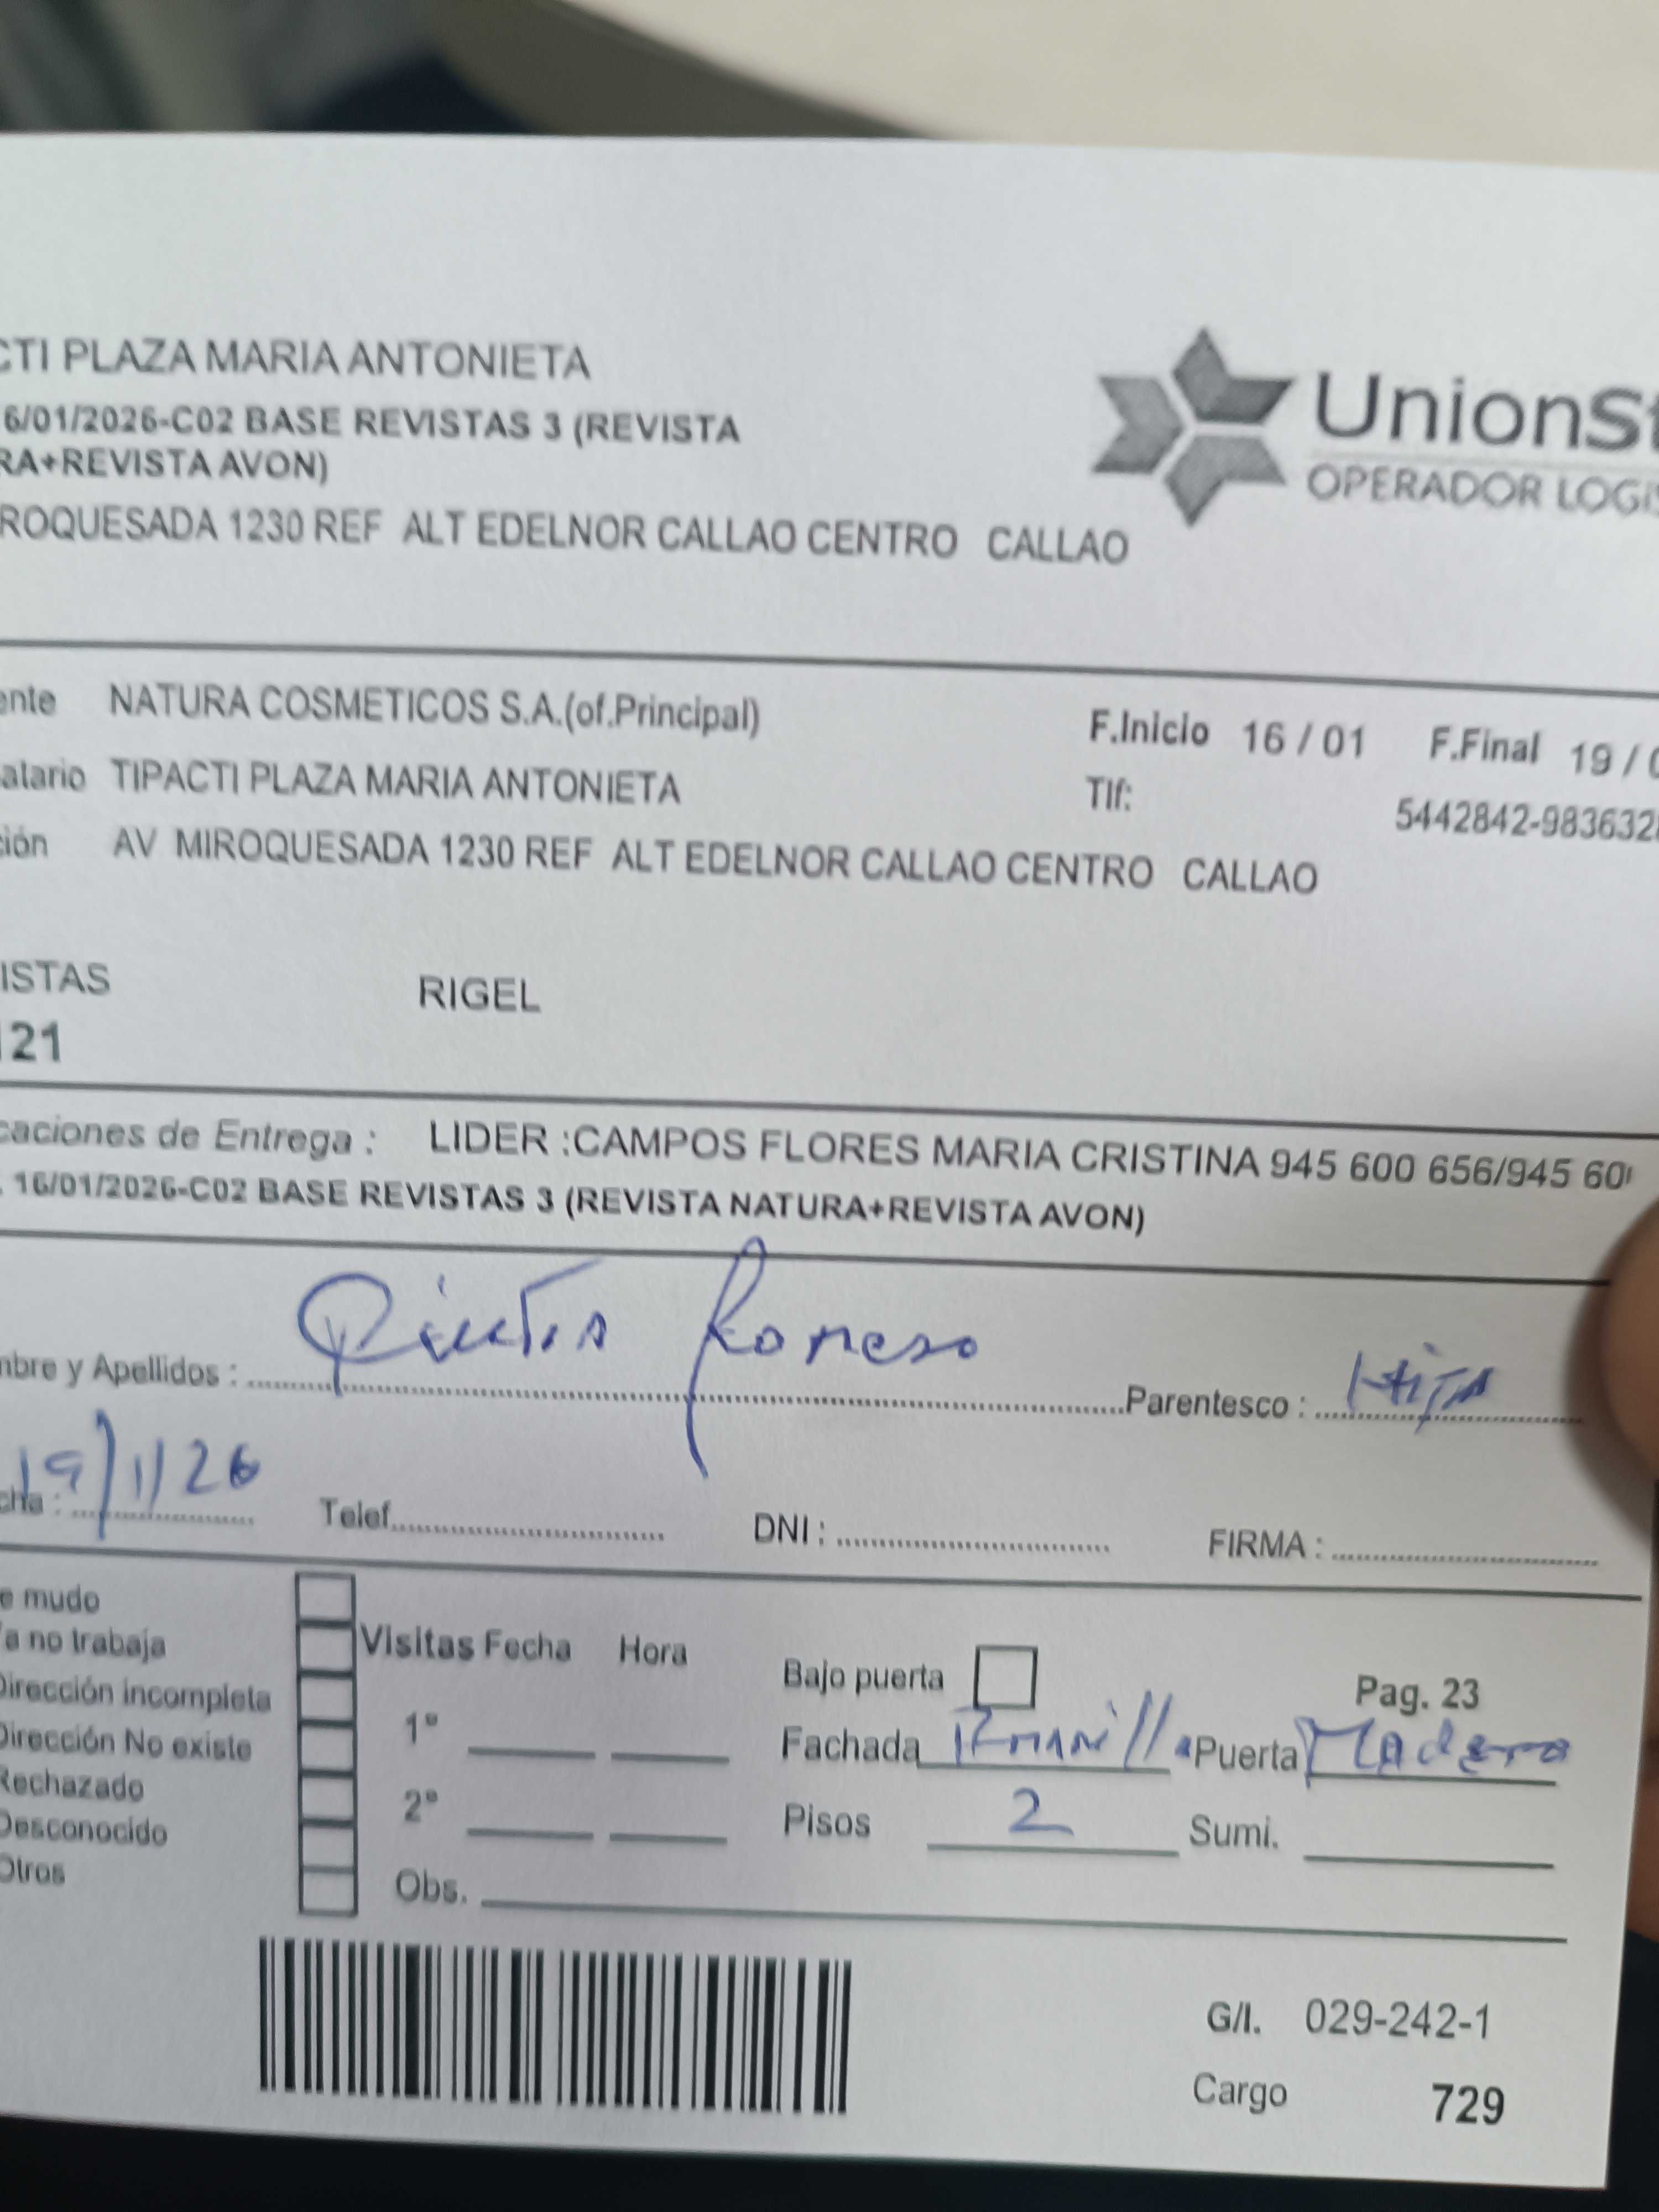 CTI PLAZA MARIA ANTONIETA
6/01/2026-C02 BASE REVISTAS 3 (REVISTA
RA+REVISTA AVON)
ROQUESADA 1230 REF ALT EDELNOR CALLAO CENTRO CALLAO
UnionSt
OPERADOR LOGIS
ente NATURA COSMETICOS S.A.(of.Principal)
F.Inicio 16 / 01 F.Final 19 / 0
atario TIPACTI PLAZA MARIA ANTONIETA
Tlf: 5442842-983632
ción AV MIROQUESADA 1230 REF ALT EDELNOR CALLAO CENTRO CALLAO
ISTAS RIGEL
121
caciones de Entrega : LIDER :CAMPOS FLORES MARIA CRISTINA 945 600 656/945 60
. 16/01/2026-C02 BASE REVISTAS 3 (REVISTA NATURA+REVISTA AVON)
mbre y Apellidos : Parentesco : Hija
cha : 19/1/26 Telef. DNI : FIRMA :
e mudo
Ya no trabaja
Dirección incompleta
Dirección No existe
Rechazado
Desconocido
Otros
Visitas Fecha Hora
1°
2°
Obs.
Bajo puerta
Pag. 23
Fachada Puerta Madera
Pisos 2 Sumi.
G/I. 029-242-1
Cargo 729